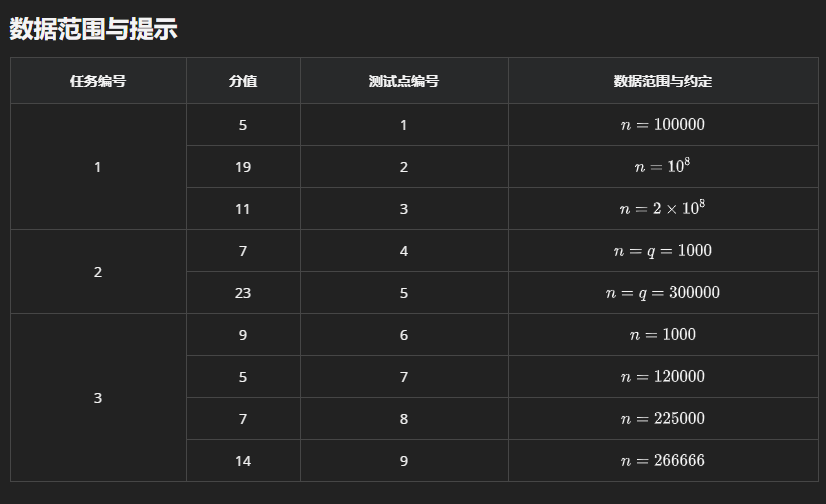 数据范围与提示
任务编号 分值 测试点编号 数据范围与约定
1 5 1 n = 100000
19 2 n = 10^8
11 3 n = 2 × 10^8
2 7 4 n = q = 1000
23 5 n = q = 300000
3 9 6 n = 1000
5 7 n = 120000
7 8 n = 225000
14 9 n = 266666